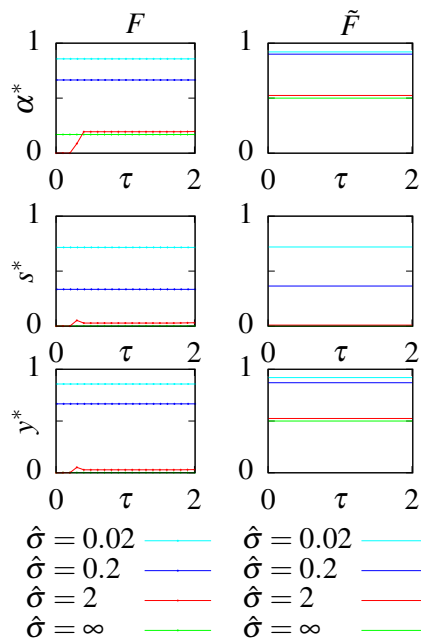 F F̃
1 1
α*
0 0
0 τ 2 0 τ 2
1 1
s*
0 0
0 τ 2 0 τ 2
1 1
y*
0 0
0 τ 2 0 τ 2
σ̂ = 0.02 σ̂ = 0.02
σ̂ = 0.2 σ̂ = 0.2
σ̂ = 2 σ̂ = 2
σ̂ = ∞ σ̂ = ∞